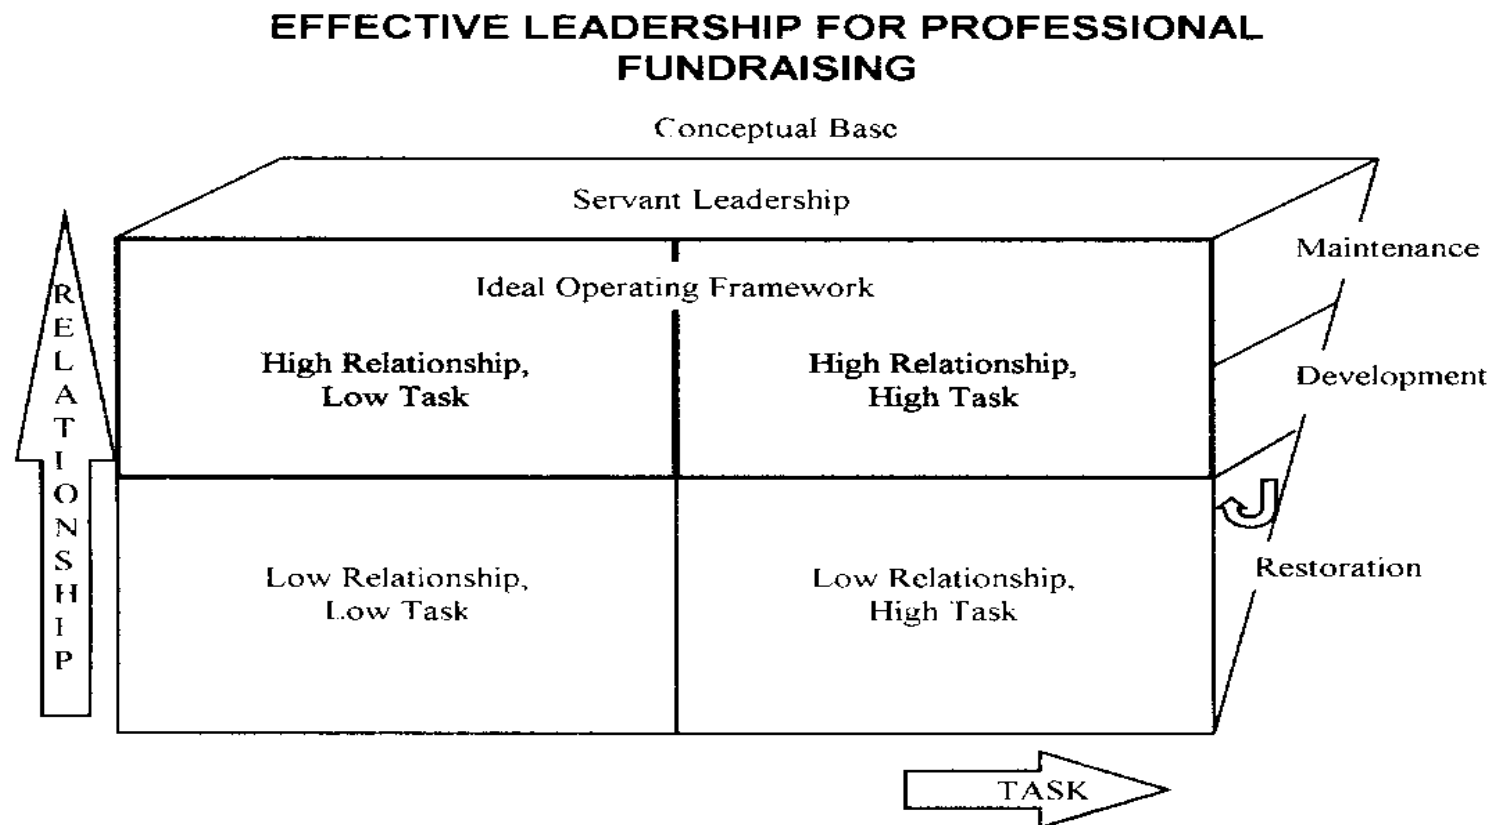 EFFECTIVE LEADERSHIP FOR PROFESSIONAL
FUNDRAISING
Conceptual Base
Servant Leadership
Maintenance
Ideal Operating Framework
High Relationship,
Low Task
High Relationship,
High Task
Development
RELATIONSHIP
Low Relationship,
Low Task
Low Relationship,
High Task
Restoration
TASK